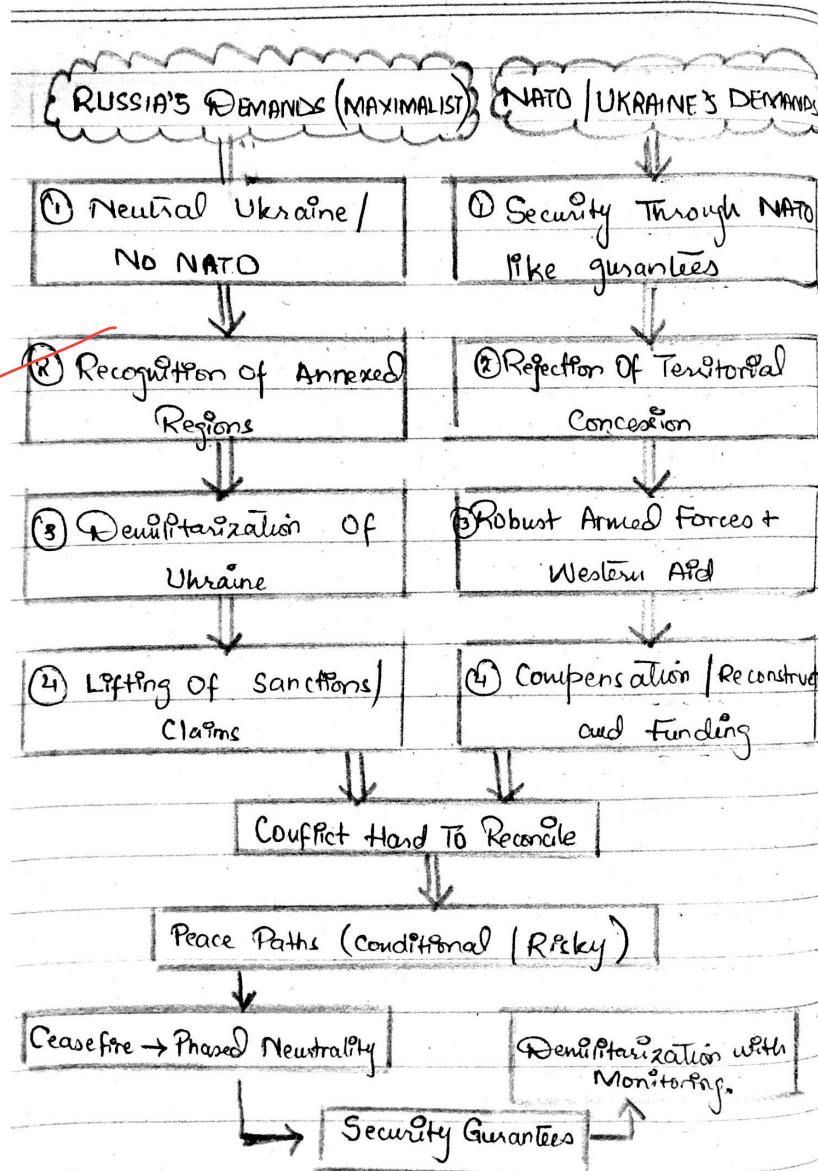 RUSSIA'S DEMANDS (MAXIMALIST)
① Neutral Ukraine /
NO NATO
② Recognition Of Annexed
Regions
③ Demilitarization Of
Ukraine
④ Lifting Of Sanctions/
Claims
NATO / UKRAINE'S DEMANDS
① Security Through NATO
like gurantees
② Rejection Of Territorial
Concession
③ Robust Armed Forces +
Western Aid
④ Compensation / Reconstruct
and Funding
Conflict Hard To Reconcile
Peace Paths (Conditional / Risky)
Ceasefire → Phased Neutrality
Security Gurantees
Demilitarization with
Monitoring.